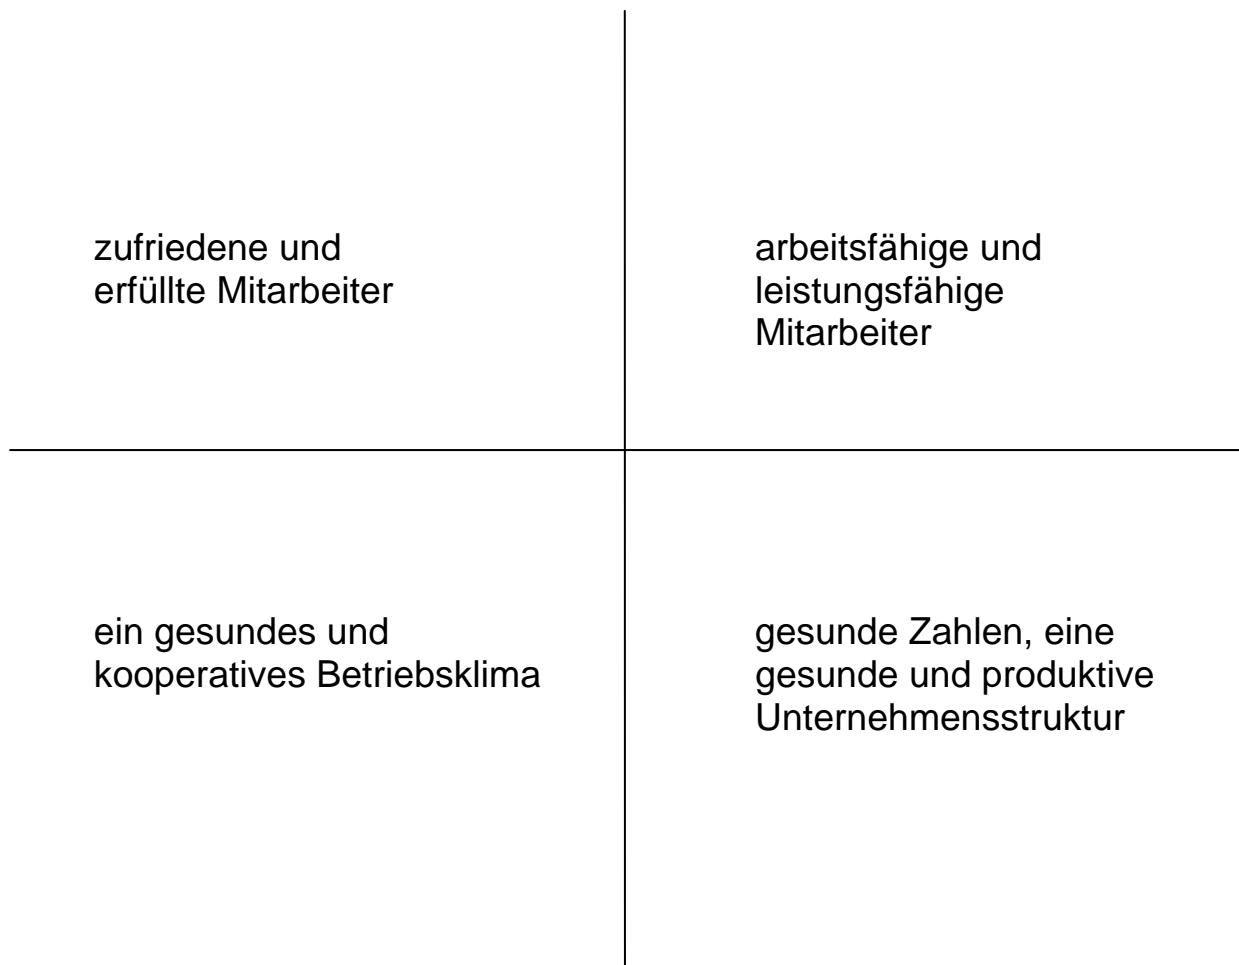 zufriedene und
erfüllte Mitarbeiter
arbeitsfähige und
leistungsfähige
Mitarbeiter
ein gesundes und
kooperatives Betriebsklima
gesunde Zahlen, eine
gesunde und produktive
Unternehmensstruktur